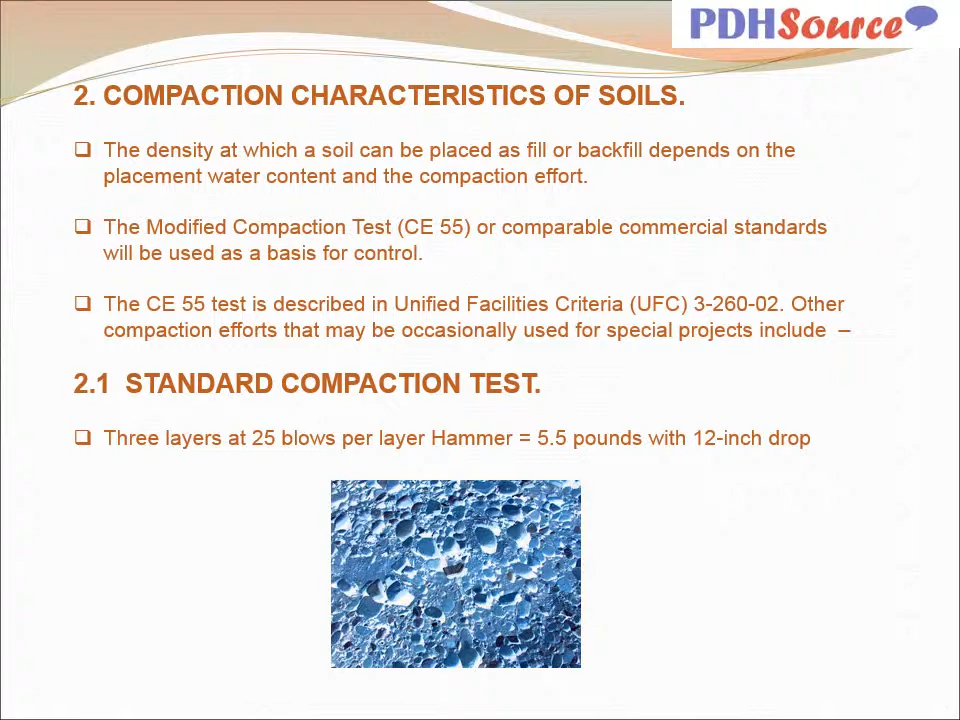 PDHSource
2. COMPACTION CHARACTERISTICS OF SOILS.
The density at which a soil can be placed as fill or backfill depends on the
placement water content and the compaction effort.
The Modified Compaction Test (CE 55) or comparable commercial standards
will be used as a basis for control.
The CE 55 test is described in Unified Facilities Criteria (UFC) 3-260-02. Other
compaction efforts that may be occasionally used for special projects include –
2.1 STANDARD COMPACTION TEST.
Three layers at 25 blows per layer Hammer = 5.5 pounds with 12-inch drop